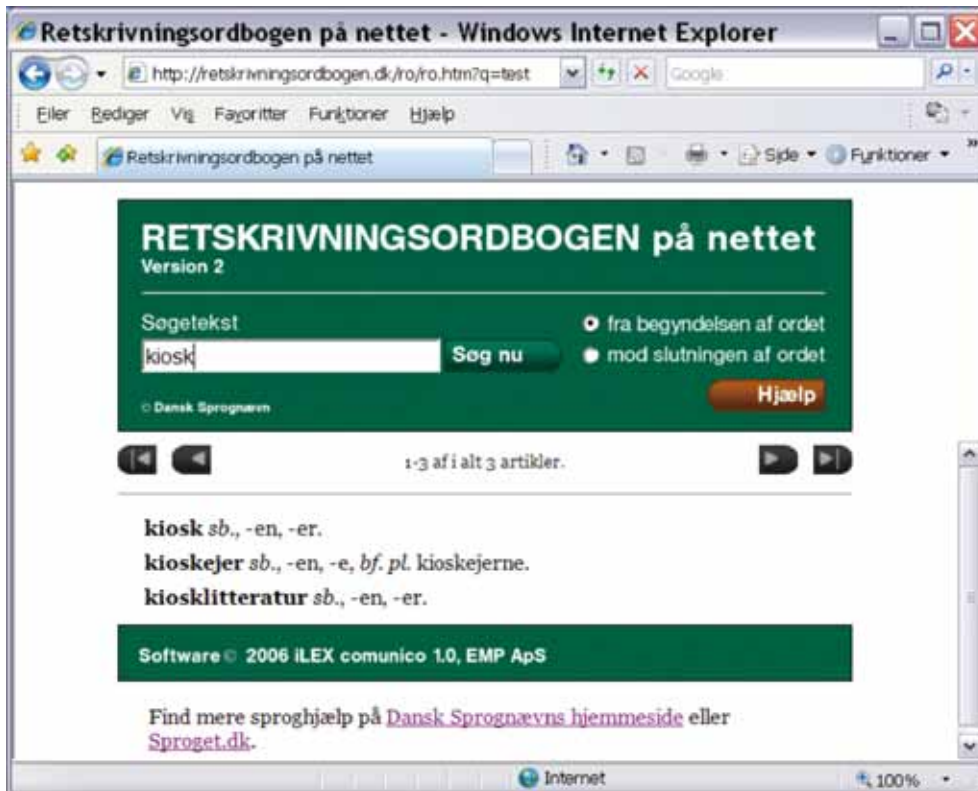 Retskrivningsordbogen på nettet - Windows Internet Explorer
http://retskrivningsordbogen.dk/ro/ro.htm?q=test Google
Filer Rediger Vis Favoritter Funktioner Hjælp
Retskrivningsordbogen på nettet Side Funktioner »
RETSKRIVNINGSORDBOGEN på nettet
Version 2
Søgetekst fra begyndelsen af ordet
kiosk Søg nu mod slutningen af ordet
Hjælp
© Dansk Sprognævn
1-3 af i alt 3 artikler.
kiosk sb., -en, -er.
kioskejer sb., -en, -e, bf. pl. kioskejerne.
kiosklitteratur sb., -en, -er.
Software © 2006 iLEX comunico 1.0, EMP ApS
Find mere sproghjælp på Dansk Sprognævns hjemmeside eller
Sproget.dk.
Internet 100%